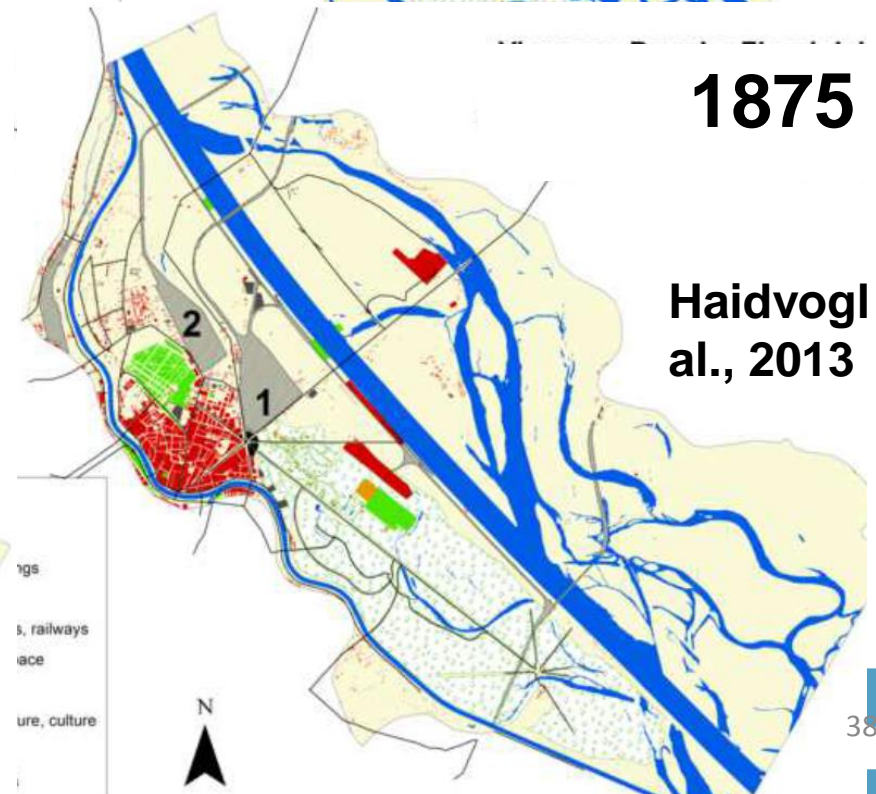 1875
Haidvogl
al., 2013
2
1
ngs
s, railways
ace
N
ure, culture
38